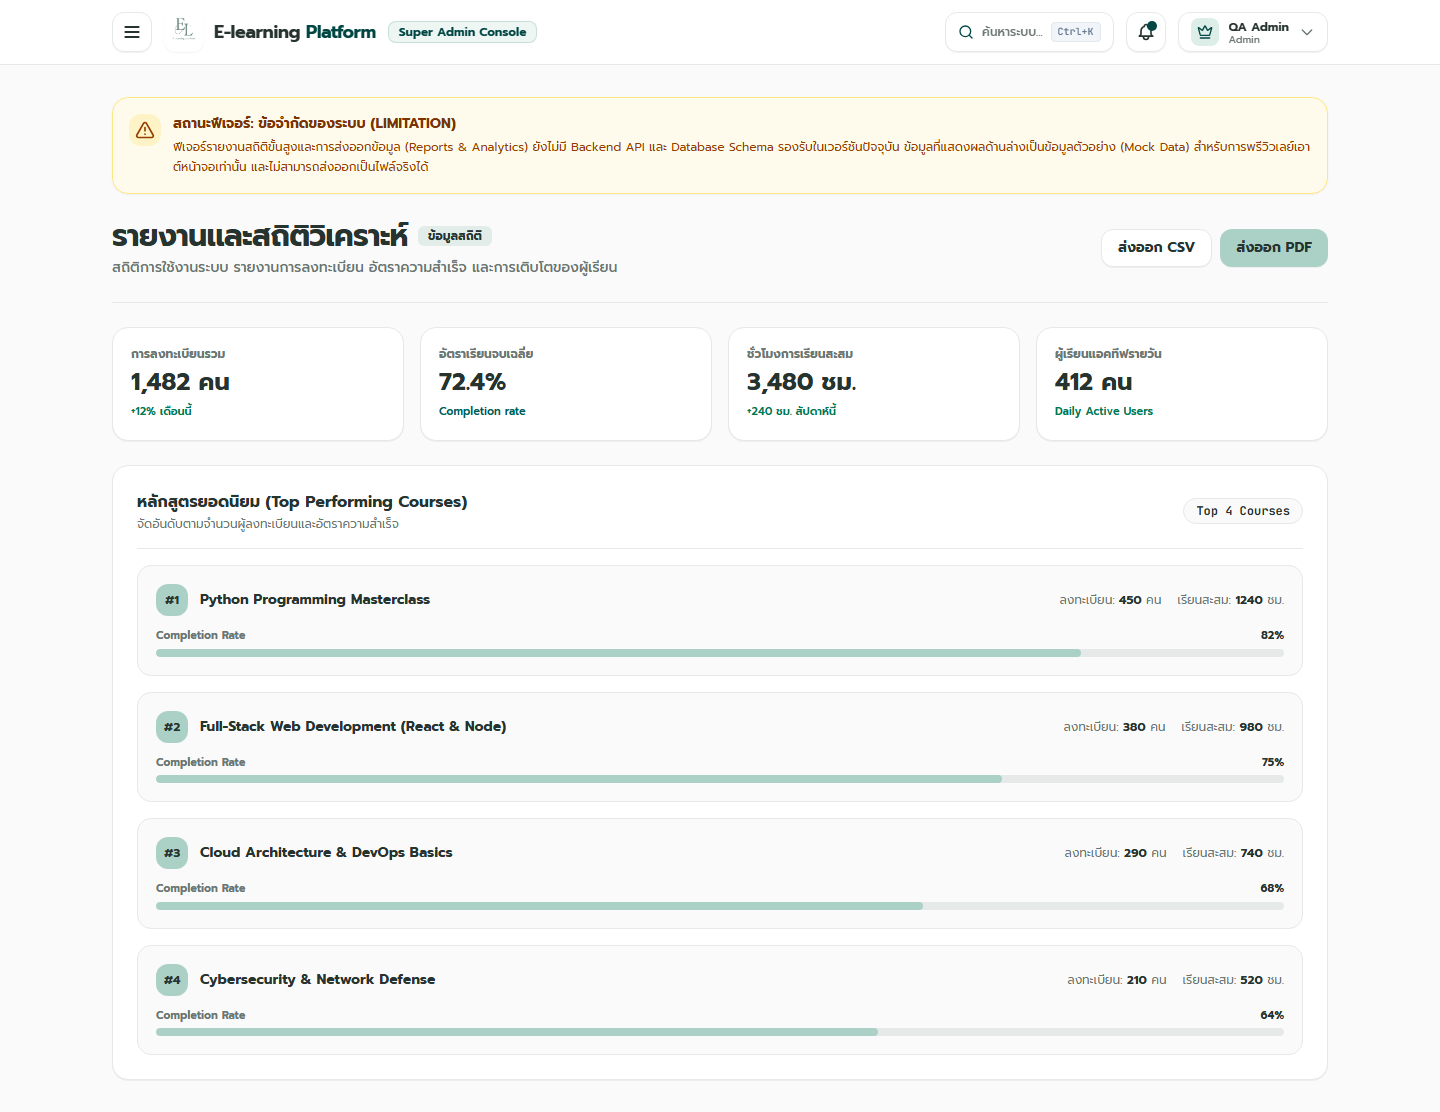 EL
E-learning Platform
Super Admin Console
ค้นหาระบบ...
Ctrl+K
QA Admin
Admin
สถานะฟีเจอร์: ข้อจำกัดของระบบ (LIMITATION)
ฟีเจอร์รายงานสถิติขั้นสูงและการส่งออกข้อมูล (Reports & Analytics) ยังไม่มี Backend API และ Database Schema รองรับในเวอร์ชันปัจจุบัน ข้อมูลที่แสดงผลด้านล่างเป็นข้อมูลตัวอย่าง (Mock Data) สำหรับการพรีวิวเลย์เอา
ต์หน้าจอเท่านั้น และไม่สามารถส่งออกเป็นไฟล์จริงได้
รายงานและสถิติวิเคราะห์
ข้อมูลสถิติ
สถิติการใช้งานระบบ รายงานการลงทะเบียน อัตราความสำเร็จ และการเติบโตของผู้เรียน
ส่งออก CSV
ส่งออก PDF
การลงทะเบียนรวม
1,482 คน
+12% เดือนนี้
อัตราเรียนจบเฉลี่ย
72.4%
Completion rate
ชั่วโมงการเรียนสะสม
3,480 ชม.
+240 ชม. สัปดาห์นี้
ผู้เรียนแอคทีฟรายวัน
412 คน
Daily Active Users
หลักสูตรยอดนิยม (Top Performing Courses)
จัดอันดับตามจำนวนผู้ลงทะเบียนและอัตราความสำเร็จ
Top 4 Courses
#1 Python Programming Masterclass
ลงทะเบียน: 450 คน เรียนสะสม: 1240 ชม.
Completion Rate
82%
#2 Full-Stack Web Development (React & Node)
ลงทะเบียน: 380 คน เรียนสะสม: 980 ชม.
Completion Rate
75%
#3 Cloud Architecture & DevOps Basics
ลงทะเบียน: 290 คน เรียนสะสม: 740 ชม.
Completion Rate
68%
#4 Cybersecurity & Network Defense
ลงทะเบียน: 210 คน เรียนสะสม: 520 ชม.
Completion Rate
64%